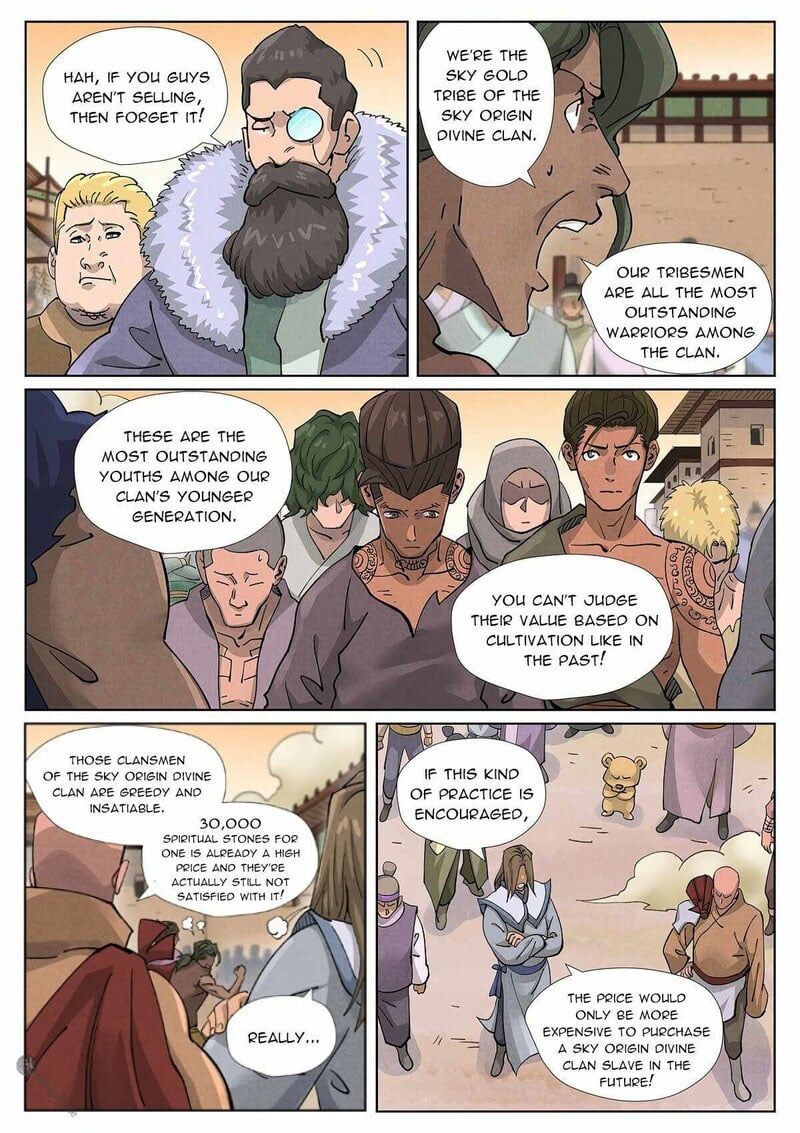 HAH, IF YOU GUYS
AREN'T SELLING,
THEN FORGET IT!
WE'RE THE
SKY GOLD
TRIBE OF THE
SKY ORIGIN
DIVINE CLAN.
OUR TRIBESMEN
ARE ALL THE MOST
OUTSTANDING
WARRIORS AMONG
THE CLAN.
THESE ARE THE
MOST OUTSTANDING
YOUTHS AMONG OUR
CLAN'S YOUNGER
GENERATION.
YOU CAN'T JUDGE
THEIR VALUE BASED ON
CULTIVATION LIKE IN
THE PAST!
THOSE CLANSMEN
OF THE SKY ORIGIN DIVINE
CLAN ARE GREEDY AND
INSATIABLE.
30,000
SPIRITUAL STONES FOR
ONE IS ALREADY A HIGH
PRICE AND THEY'RE
ACTUALLY STILL NOT
SATISFIED WITH IT!
REALLY...
IF THIS KIND
OF PRACTICE IS
ENCOURAGED,
THE PRICE WOULD
ONLY BE MORE
EXPENSIVE TO PURCHASE
A SKY ORIGIN DIVINE
CLAN SLAVE IN THE
FUTURE!